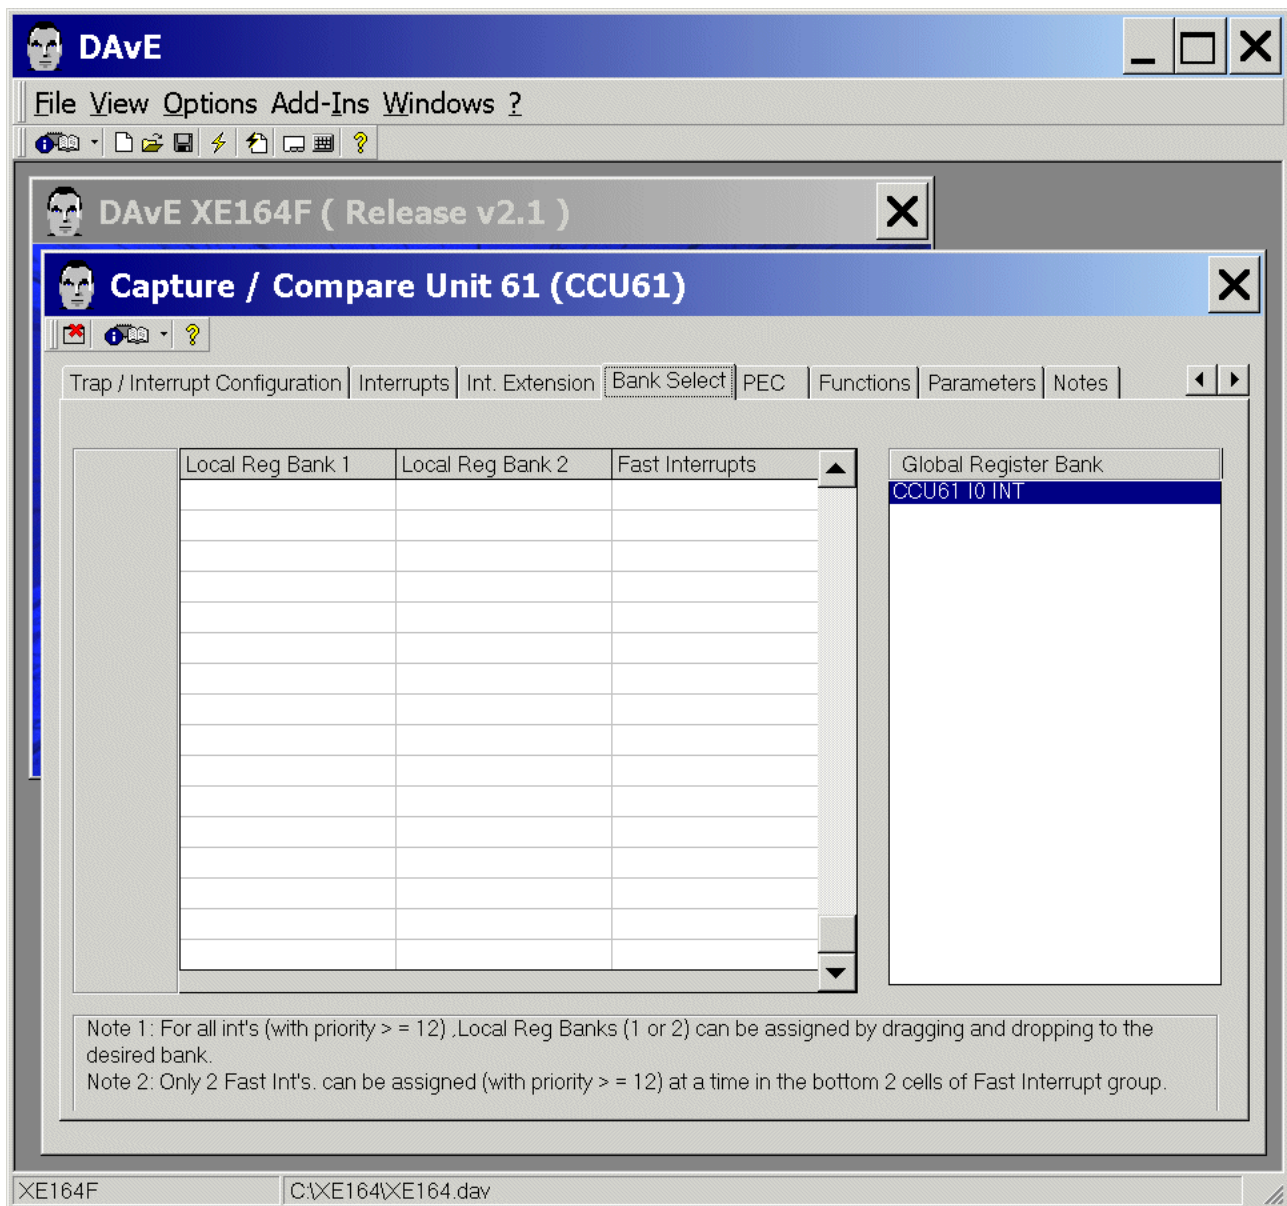 DAvE
File View Options Add-Ins Windows ?
DAvE XE164F ( Release v2.1 )
Capture / Compare Unit 61 (CCU61)
Trap / Interrupt Configuration Interrupts Int. Extension Bank Select PEC Functions Parameters Notes
Local Reg Bank 1 Local Reg Bank 2 Fast Interrupts Global Register Bank
CCU61 I0 INT
Note 1: For all int's (with priority > = 12) ,Local Reg Banks (1 or 2) can be assigned by dragging and dropping to the
desired bank.
Note 2: Only 2 Fast Int's. can be assigned (with priority > = 12) at a time in the bottom 2 cells of Fast Interrupt group.
XE164F C:\XE164\XE164.dav